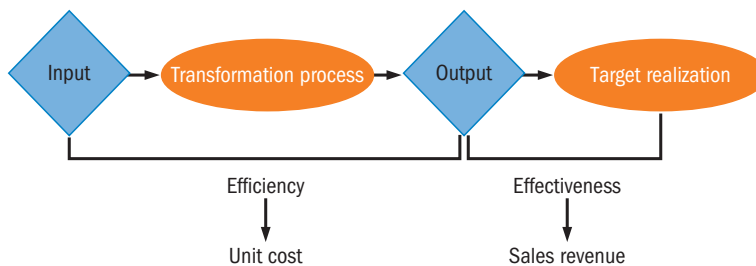 Input
Transformation process
Output
Target realization
Efficiency
Effectiveness
Unit cost
Sales revenue